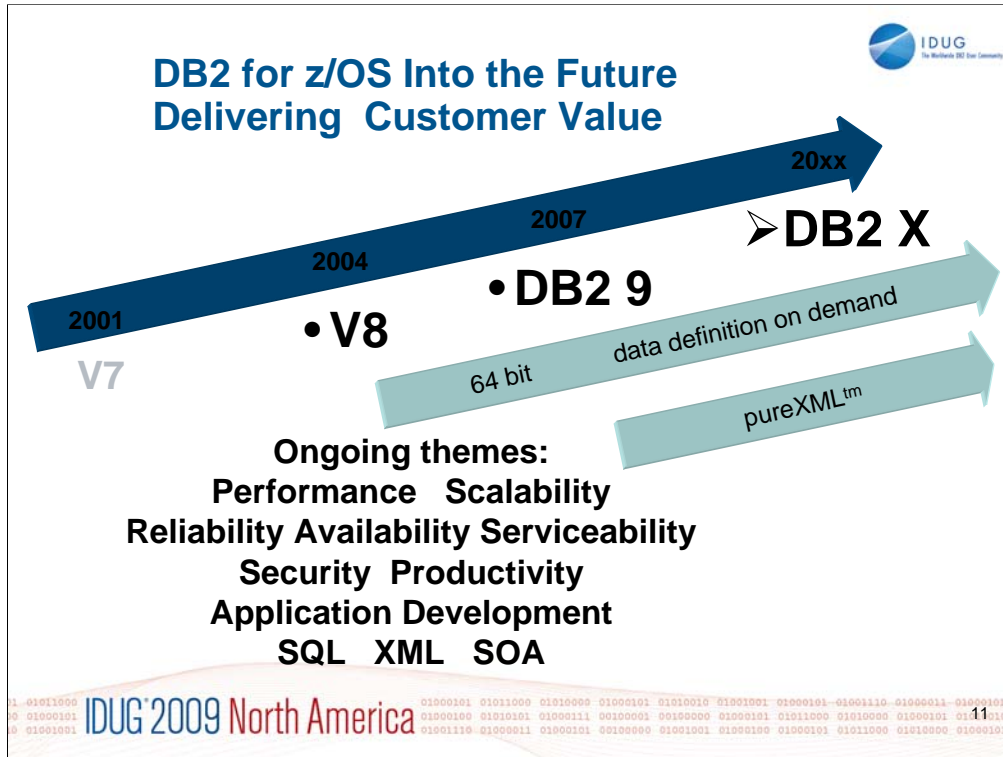 IDUG
The Worldwide DB2 User Community
DB2 for z/OS Into the Future
Delivering Customer Value
20xx
2007
➢DB2 X
2004
• DB2 9
2001
• V8
data definition on demand
V7
64 bit
pureXMLtm
Ongoing themes:
Performance Scalability
Reliability Availability Serviceability
Security Productivity
Application Development
SQL XML SOA
IDUG 2009 North America
11